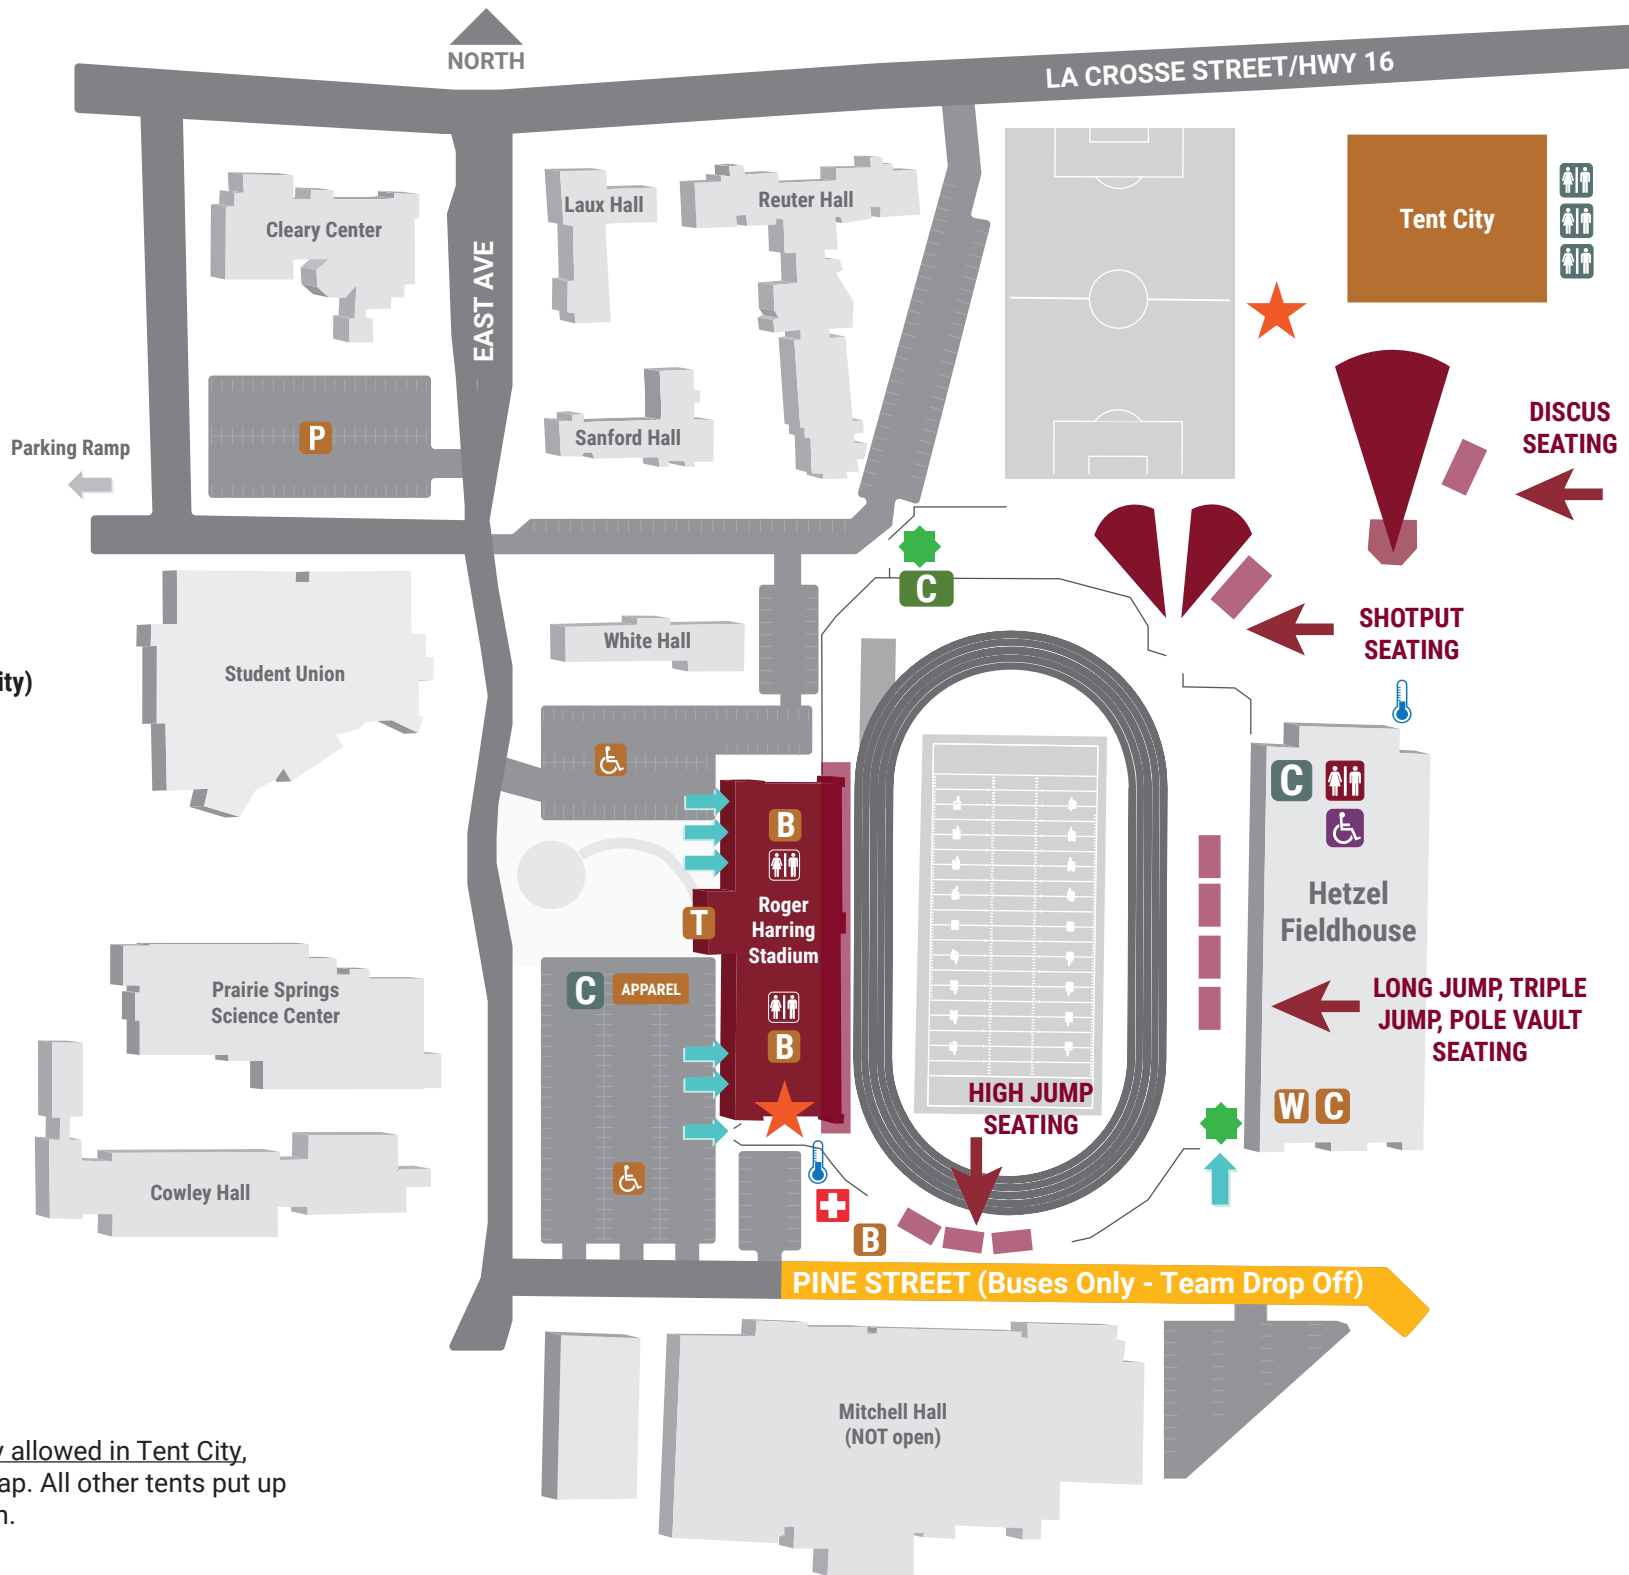 NORTH
LA CROSSE STREET/HWY 16
EAST AVE
Cleary Center
Laux Hall
Reuter Hall
Tent City
Parking Ramp
P
Sanford Hall
DISCUS
SEATING
C
SHOTPUT
SEATING
White Hall
Student Union
ity)
B
T
Roger
Harring
Stadium
B
C
Hetzel
Fieldhouse
C
APPAREL
Prairie Springs
Science Center
LONG JUMP, TRIPLE
JUMP, POLE VAULT
SEATING
HIGH JUMP
SEATING
W
C
Cowley Hall
B
PINE STREET (Buses Only - Team Drop Off)
Mitchell Hall
(NOT open)
y allowed in Tent City,
ap. All other tents put up
n.